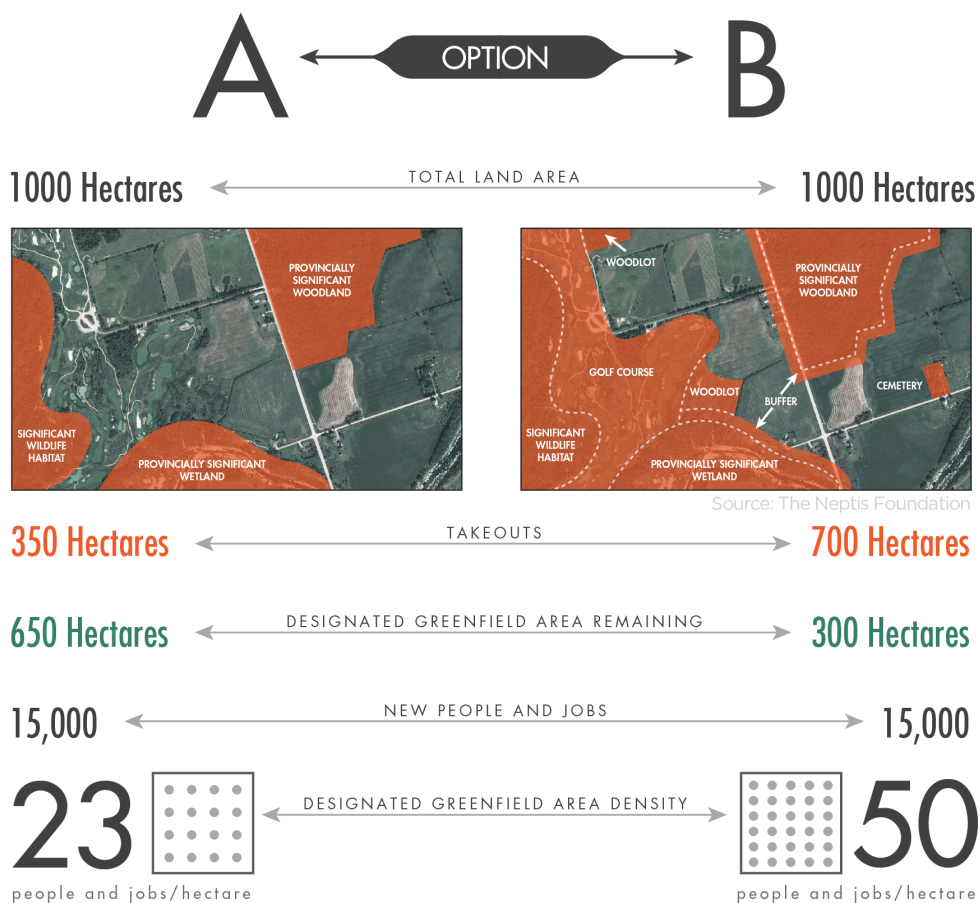 A OPTION B
1000 Hectares TOTAL LAND AREA 1000 Hectares
PROVINCIALLY
SIGNIFICANT
WOODLAND
SIGNIFICANT
WILDLIFE
HABITAT
PROVINCIALLY SIGNIFICANT
WETLAND
WOODLOT
PROVINCIALLY
SIGNIFICANT
WOODLAND
GOLF COURSE
WOODLOT
BUFFER
CEMETERY
SIGNIFICANT
WILDLIFE
HABITAT
PROVINCIALLY SIGNIFICANT
WETLAND
Source: The Neptis Foundation
350 Hectares TAKEOUTS 700 Hectares
650 Hectares DESIGNATED GREENFIELD AREA REMAINING 300 Hectares
15,000 NEW PEOPLE AND JOBS 15,000
23 DESIGNATED GREENFIELD AREA DENSITY 50
people and jobs/hectare people and jobs/hectare